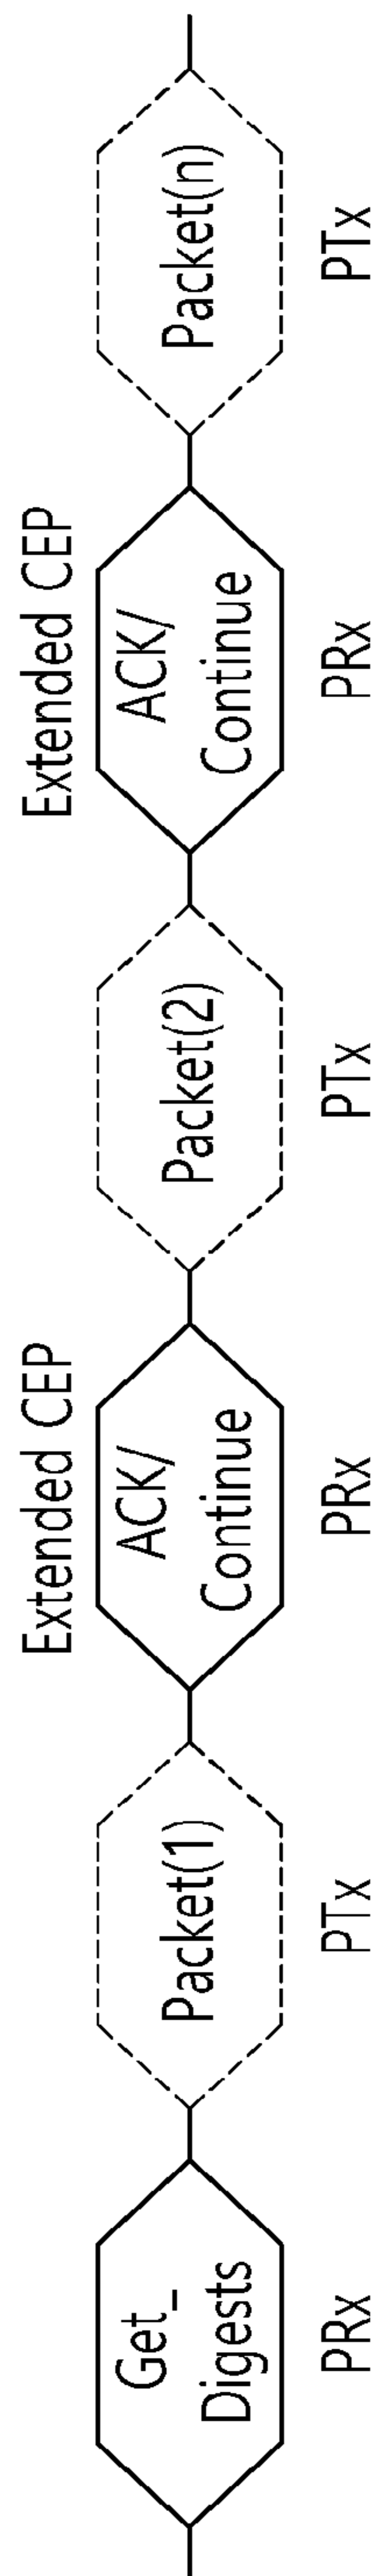 Get_
Digests
PRx
Packet(1)
PTx
Extended CEP
ACK/
Continue
PRx
Packet(2)
PTx
Extended CEP
ACK/
Continue
PRx
Packet(n)
PTx